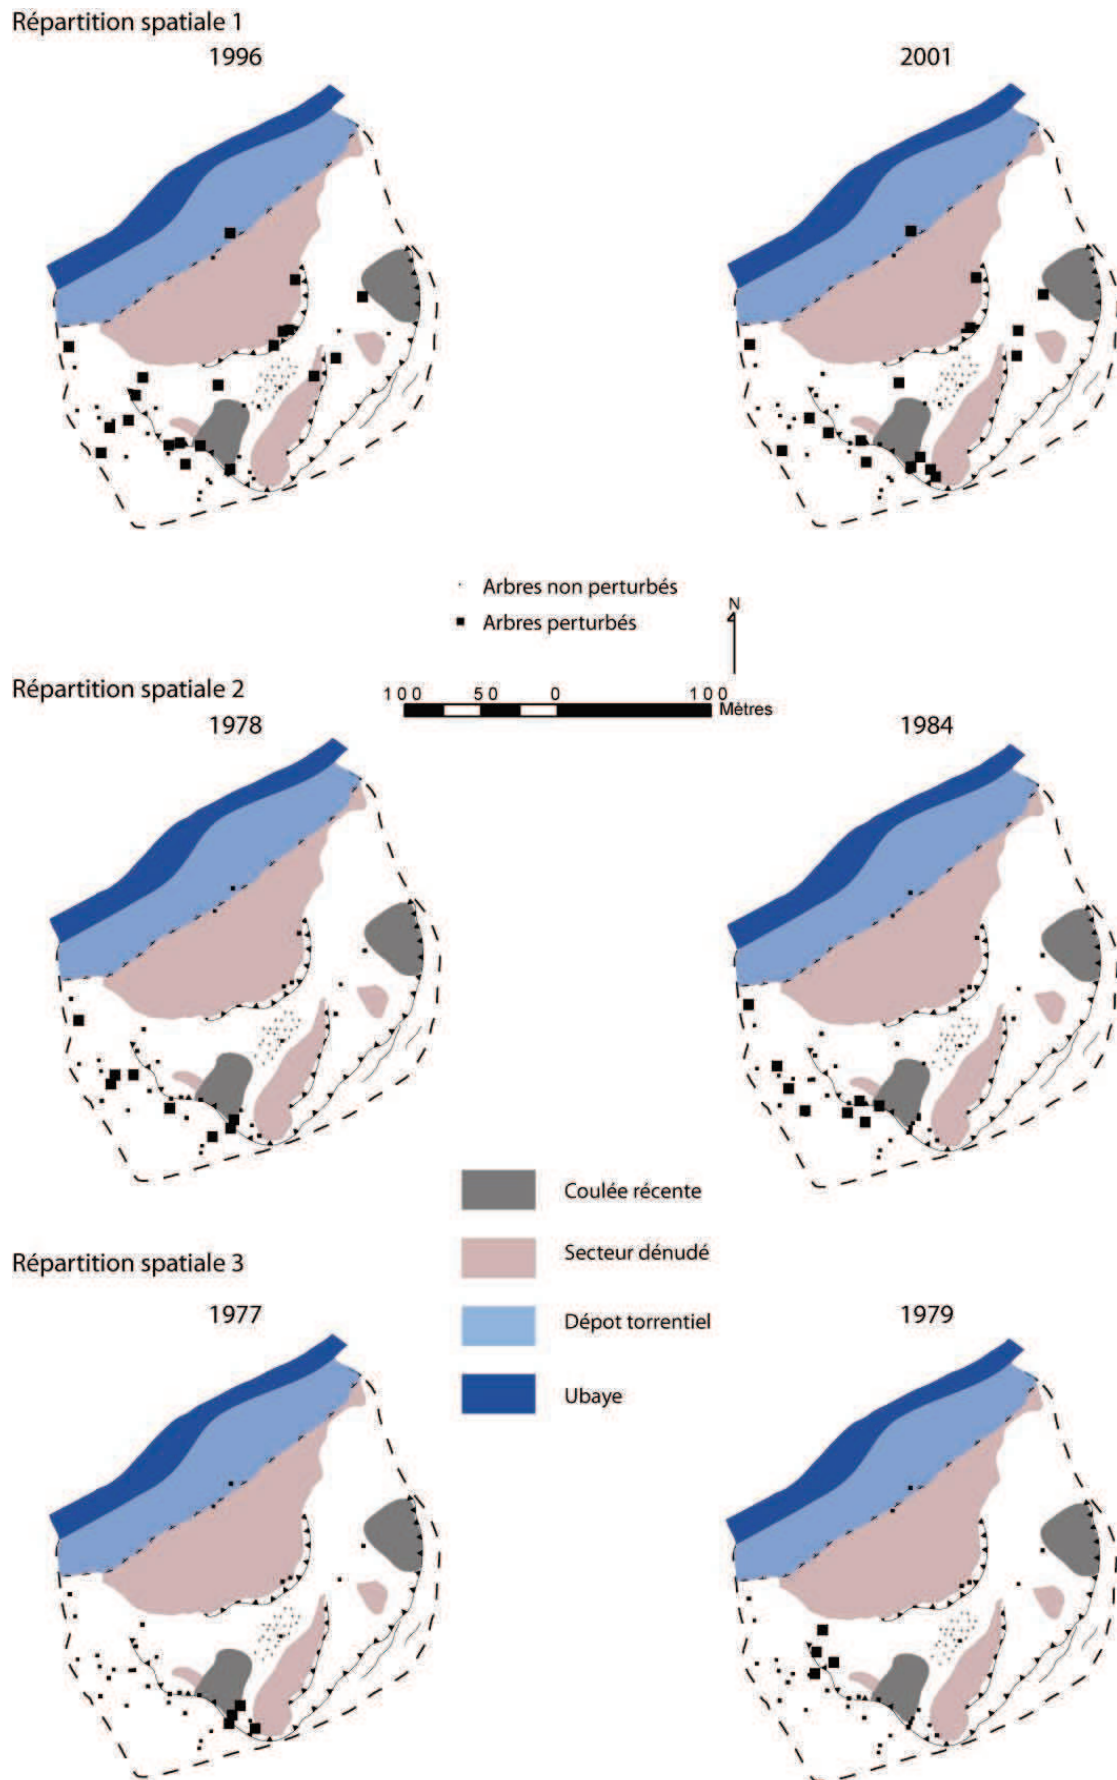 Répartition spatiale 1
1996
2001
Arbres non perturbés
Arbres perturbés
N
Répartition spatiale 2
100 50 0 100
Mètres
1978
1984
Coulée récente
Secteur dénudé
Répartition spatiale 3
1977
1979
Dépot torrentiel
Ubaye